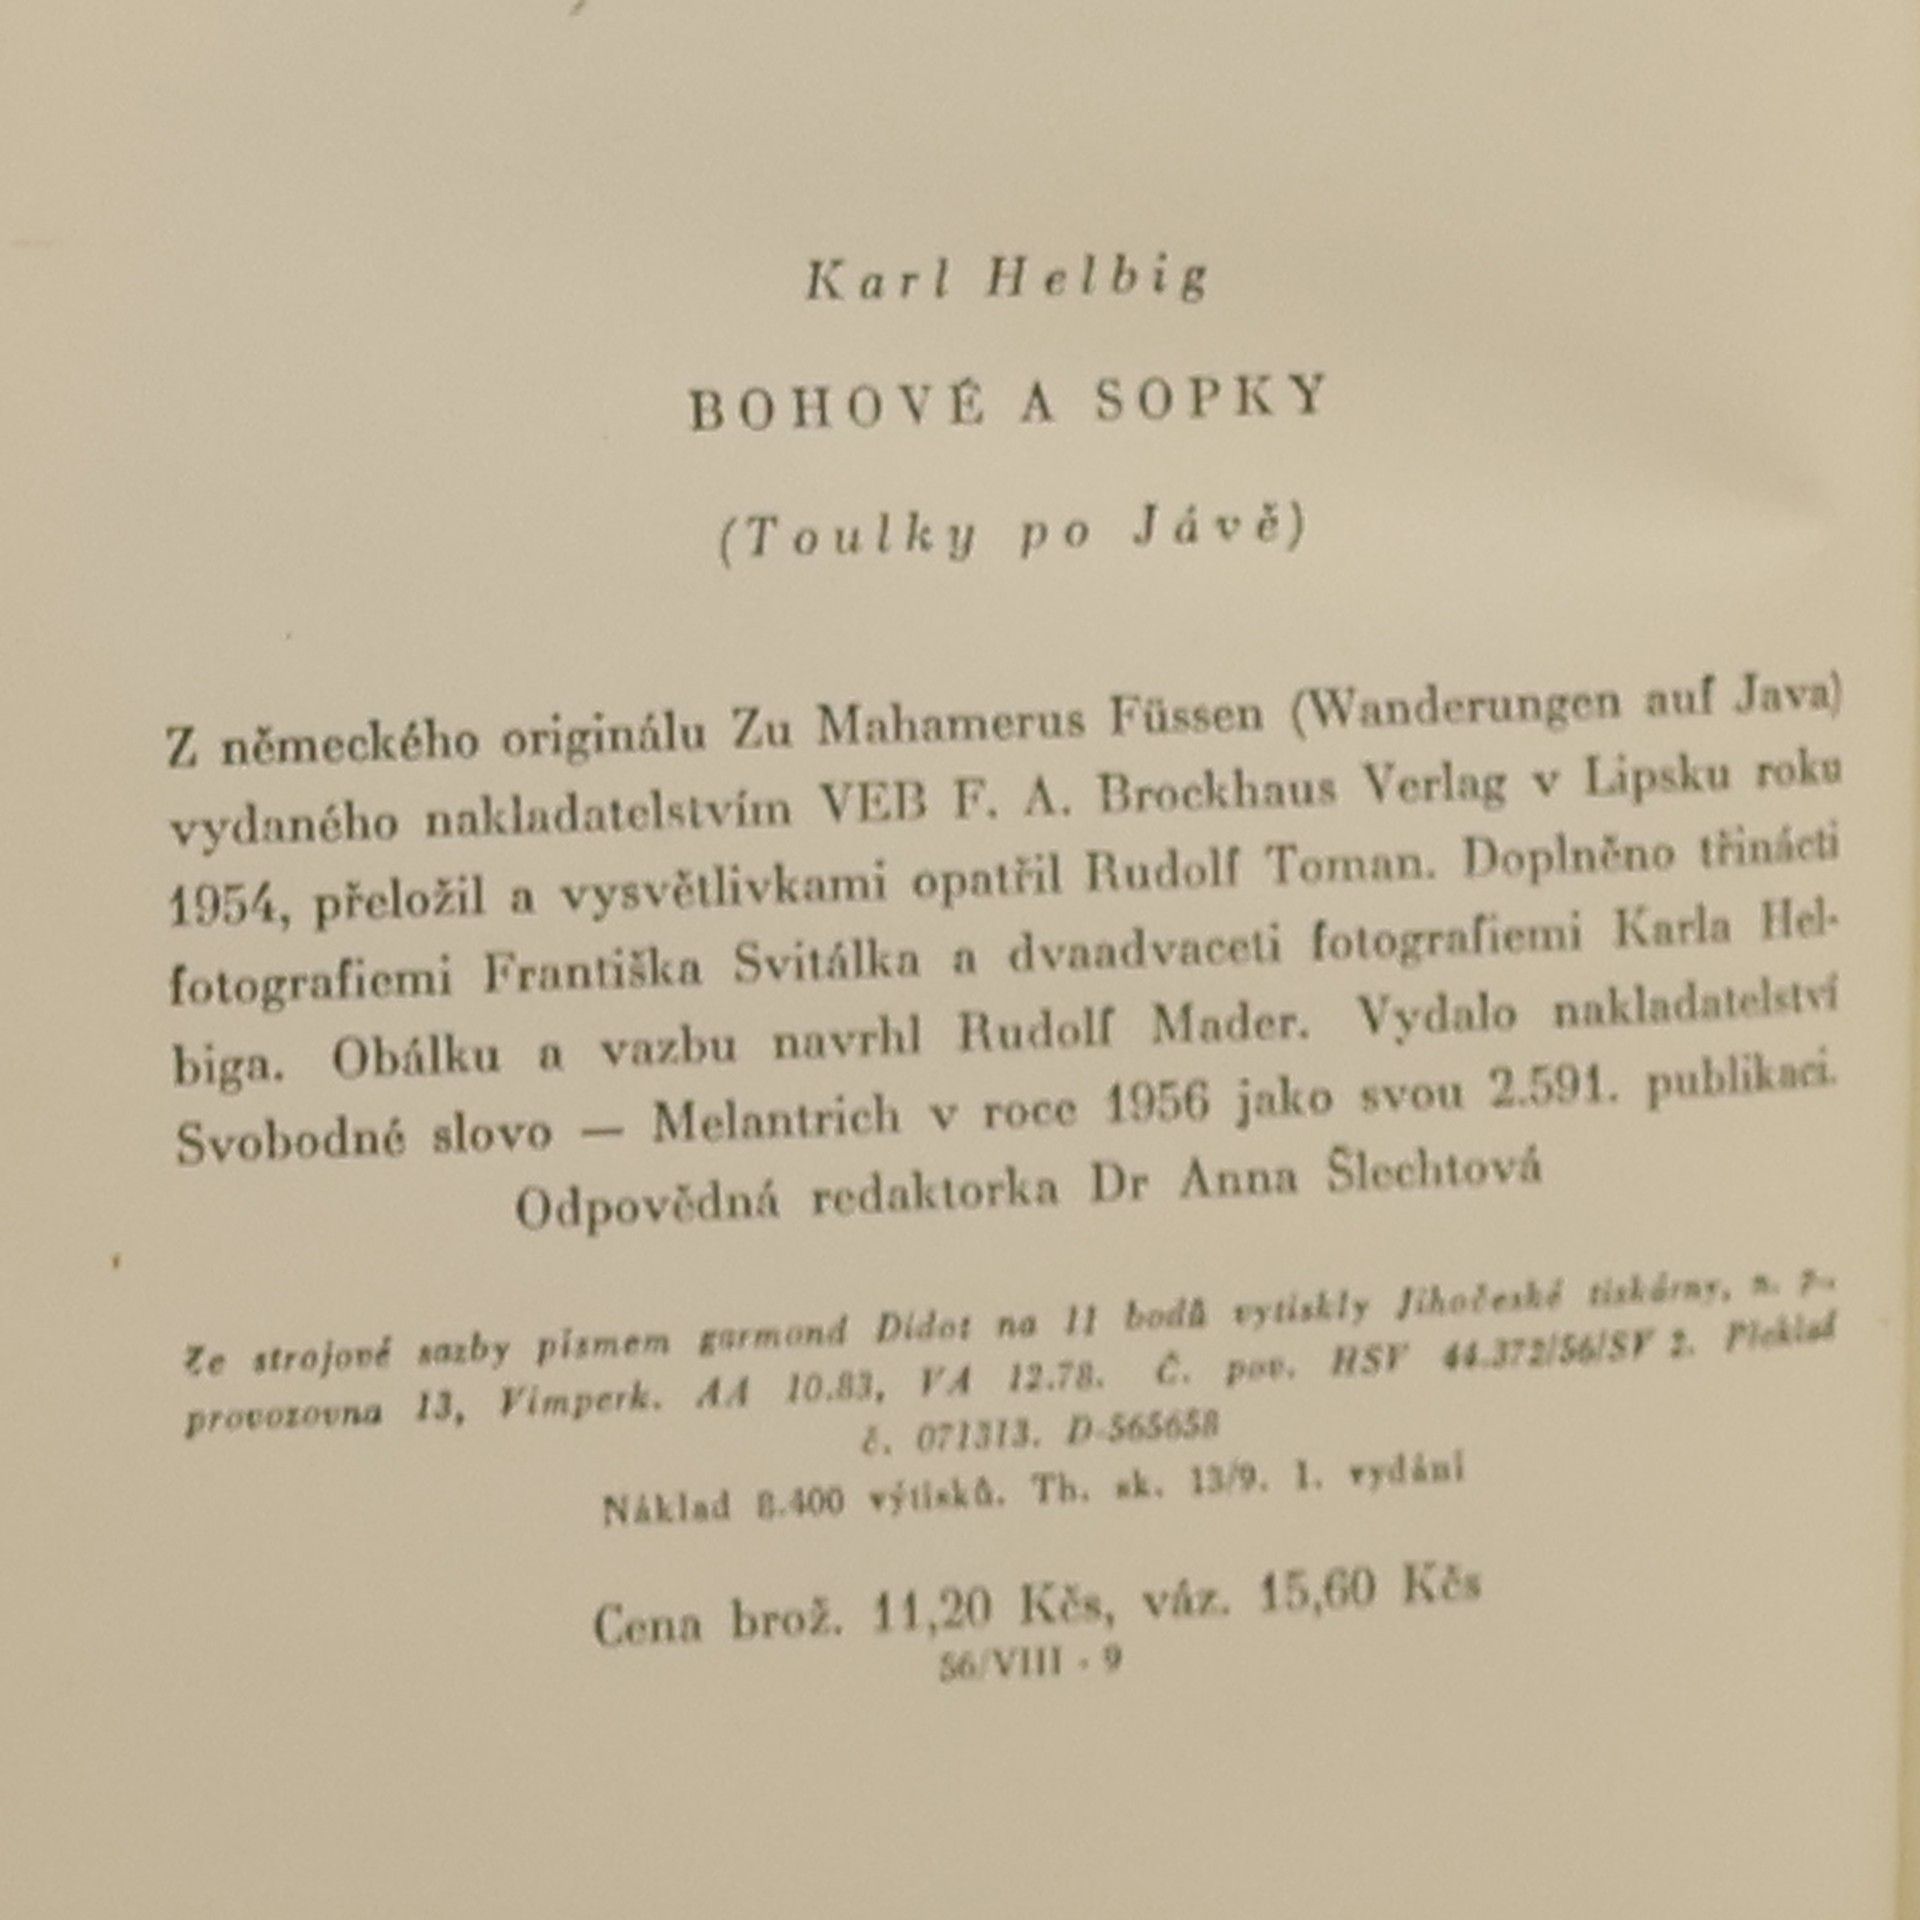 Karl Helbig
BOHOVÉ A SOPKY
(Toulky po Jávě)
Z německého originálu Zu Mahamerus Füssen (Wanderungen auf Java)
vydaného nakladatelstvím VEB F. A. Brockhaus Verlag v Lipsku roku
1954, přeložil a vysvětlivkami opatřil Rudolf Toman. Doplněno třinácti
fotografiemi Františka Svitálka a dvaadvaceti fotografiemi Karla Hel-
biga. Obálku a vazbu navrhl Rudolf Mader. Vydalo nakladatelství
Svobodné slovo — Melantrich v roce 1956 jako svou 2.591. publikaci.
Odpovědná redaktorka Dr Anna Šlechtová
Ze strojové sazby písmem garmond Didot na 11 bodů vytiskly Jihočeské tiskárny, n. p.,
provozovna 13, Vimperk. AA 10.83, VA 12.78. Č. pov. HSV 44.372/56/SV 2. Překlad
č. 071313. D-565658
Náklad 8.400 výtisků. Th. sk. 13/9. I. vydání
Cena brož. 11,20 Kčs, váz. 15,60 Kčs
56/VIII - 9